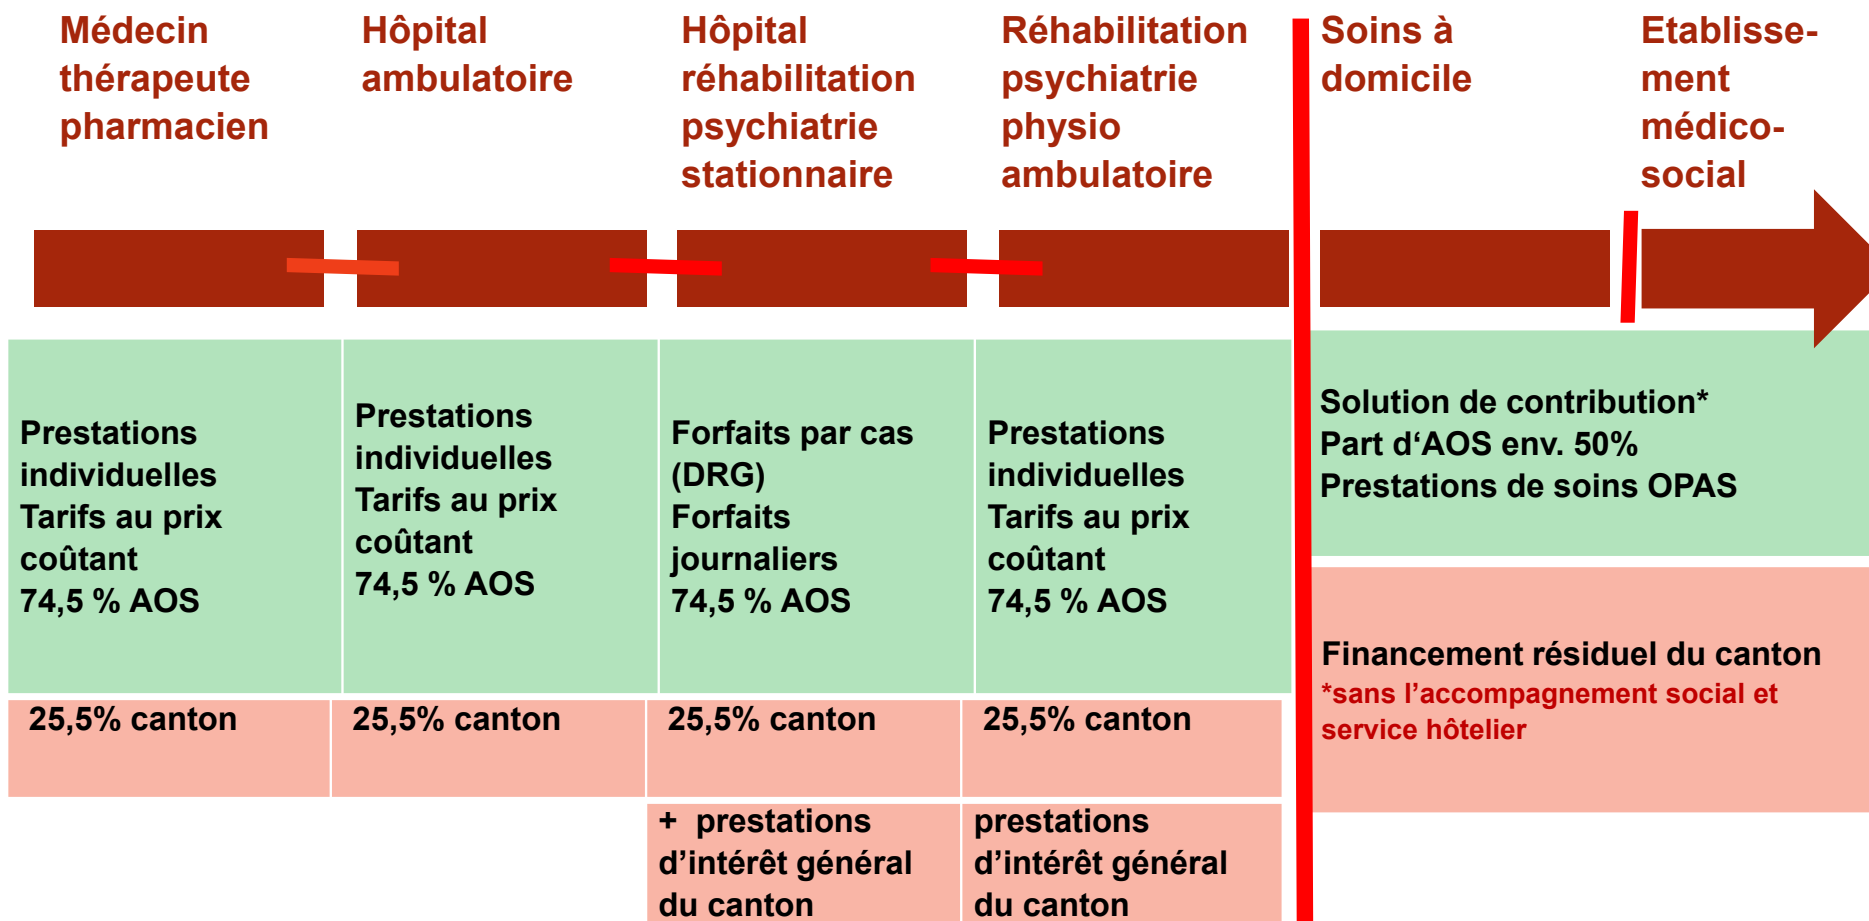 Médecin
thérapeute
pharmacien
Hôpital
ambulatoire
Hôpital
réhabilitation
psychiatrie
stationnaire
Réhabilitation
psychiatrie
physio
ambulatoire
Soins à
domicile
Etablisse-
ment
médico-
social
Prestations
individuelles
Tarifs au prix
coûtant
74,5 % AOS
Prestations
individuelles
Tarifs au prix
coûtant
74,5 % AOS
Forfaits par cas
(DRG)
Forfaits
journaliers
74,5 % AOS
Prestations
individuelles
Tarifs au prix
coûtant
74,5 % AOS
Solution de contribution*
Part d‘AOS env. 50%
Prestations de soins OPAS
25,5% canton
25,5% canton
25,5% canton
25,5% canton
Financement résiduel du canton
*sans l’accompagnement social et
service hôtelier
+ prestations
d’intérêt général
du canton
prestations
d’intérêt général
du canton